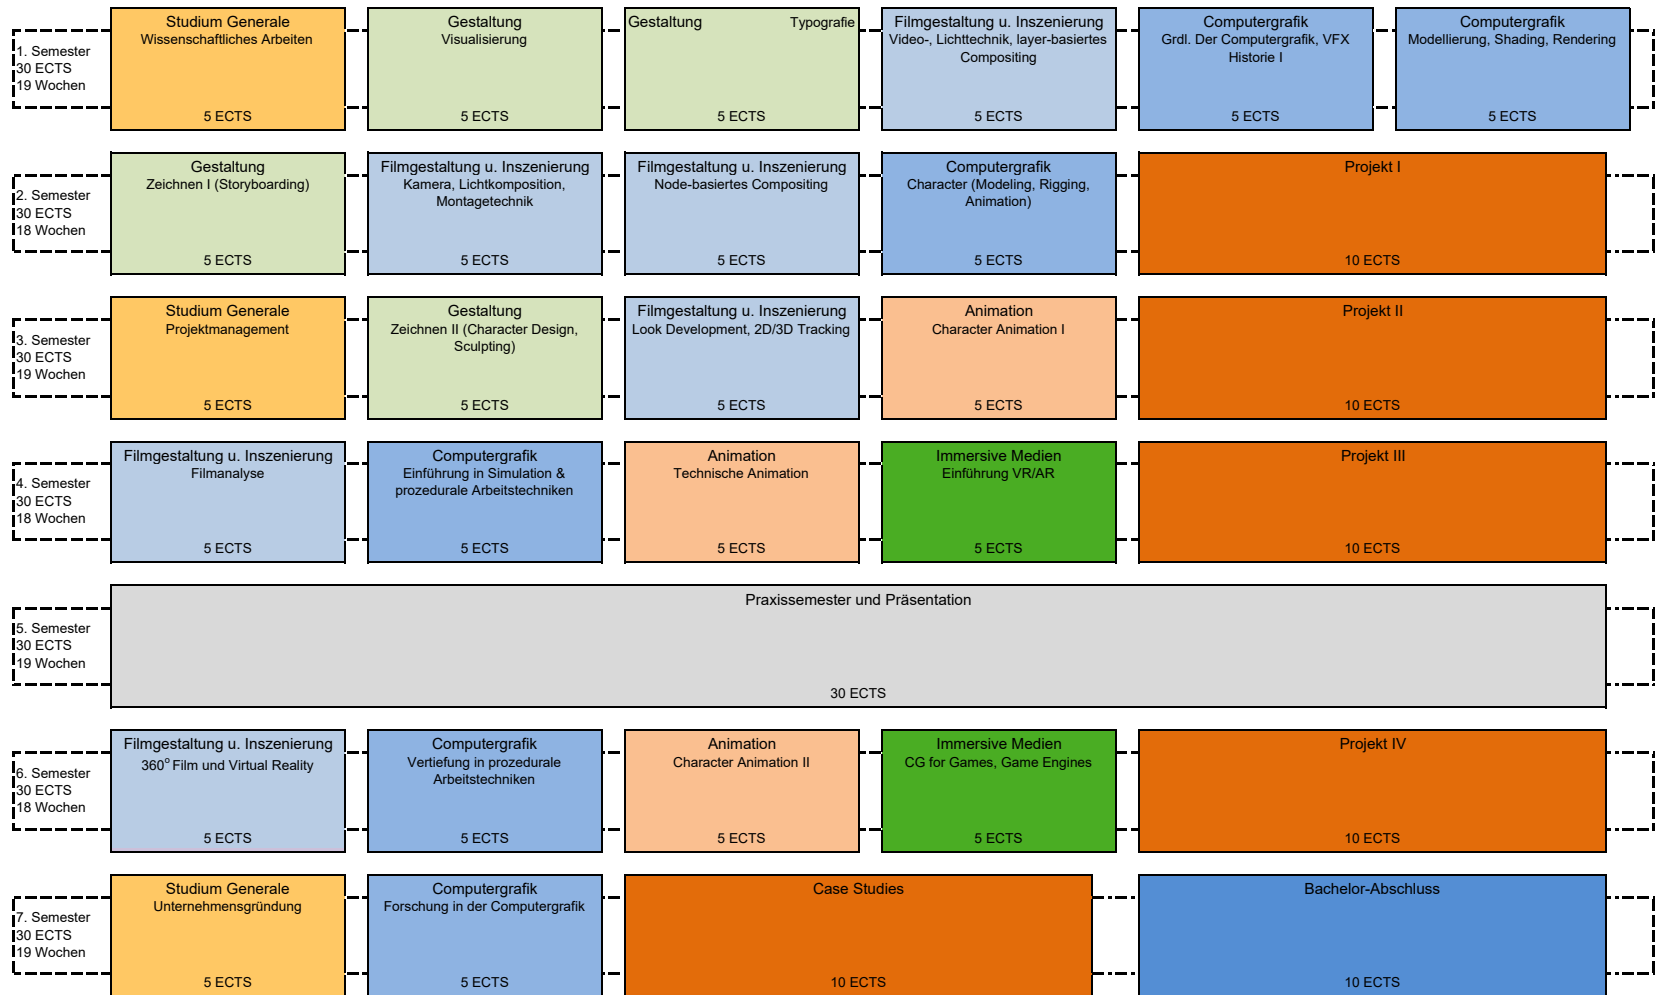 1. Semester
30 ECTS
19 Wochen
Studium Generale
Wissenschaftliches Arbeiten
5 ECTS
Gestaltung
Visualisierung
5 ECTS
Gestaltung Typografie
5 ECTS
Filmgestaltung u. Inszenierung
Video-, Lichttechnik, layer-basiertes
Compositing
5 ECTS
Computergrafik
Grdl. Der Computergrafik, VFX
Historie I
5 ECTS
Computergrafik
Modellierung, Shading, Rendering
5 ECTS
2. Semester
30 ECTS
18 Wochen
Gestaltung
Zeichnen I (Storyboarding)
5 ECTS
Filmgestaltung u. Inszenierung
Kamera, Lichtkomposition,
Montagetechnik
5 ECTS
Filmgestaltung u. Inszenierung
Node-basiertes Compositing
5 ECTS
Computergrafik
Character (Modeling, Rigging,
Animation)
5 ECTS
Projekt I
10 ECTS
3. Semester
30 ECTS
19 Wochen
Studium Generale
Projektmanagement
5 ECTS
Gestaltung
Zeichnen II (Character Design,
Sculpting)
5 ECTS
Filmgestaltung u. Inszenierung
Look Development, 2D/3D Tracking
5 ECTS
Animation
Character Animation I
5 ECTS
Projekt II
10 ECTS
4. Semester
30 ECTS
18 Wochen
Filmgestaltung u. Inszenierung
Filmanalyse
5 ECTS
Computergrafik
Einführung in Simulation &
prozedurale Arbeitstechniken
5 ECTS
Animation
Technische Animation
5 ECTS
Immersive Medien
Einführung VR/AR
5 ECTS
Projekt III
10 ECTS
5. Semester
30 ECTS
19 Wochen
Praxissemester und Präsentation
30 ECTS
6. Semester
30 ECTS
18 Wochen
Filmgestaltung u. Inszenierung
360° Film und Virtual Reality
5 ECTS
Computergrafik
Vertiefung in prozedurale
Arbeitstechniken
5 ECTS
Animation
Character Animation II
5 ECTS
Immersive Medien
CG for Games, Game Engines
5 ECTS
Projekt IV
10 ECTS
7. Semester
30 ECTS
19 Wochen
Studium Generale
Unternehmensgründung
5 ECTS
Computergrafik
Forschung in der Computergrafik
5 ECTS
Case Studies
10 ECTS
Bachelor-Abschluss
10 ECTS